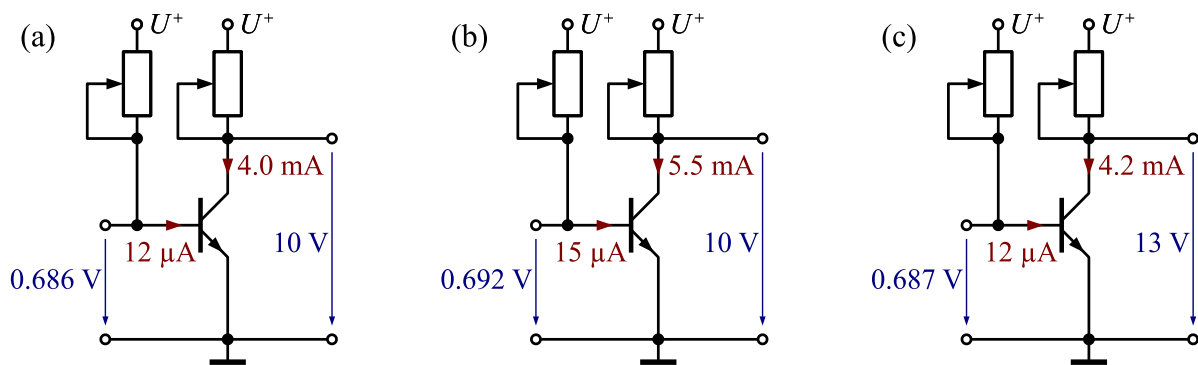 (a)
U⁺
U⁺
4.0 mA
12 µA
10 V
0.686 V
(b)
U⁺
U⁺
5.5 mA
15 µA
10 V
0.692 V
(c)
U⁺
U⁺
4.2 mA
12 µA
13 V
0.687 V